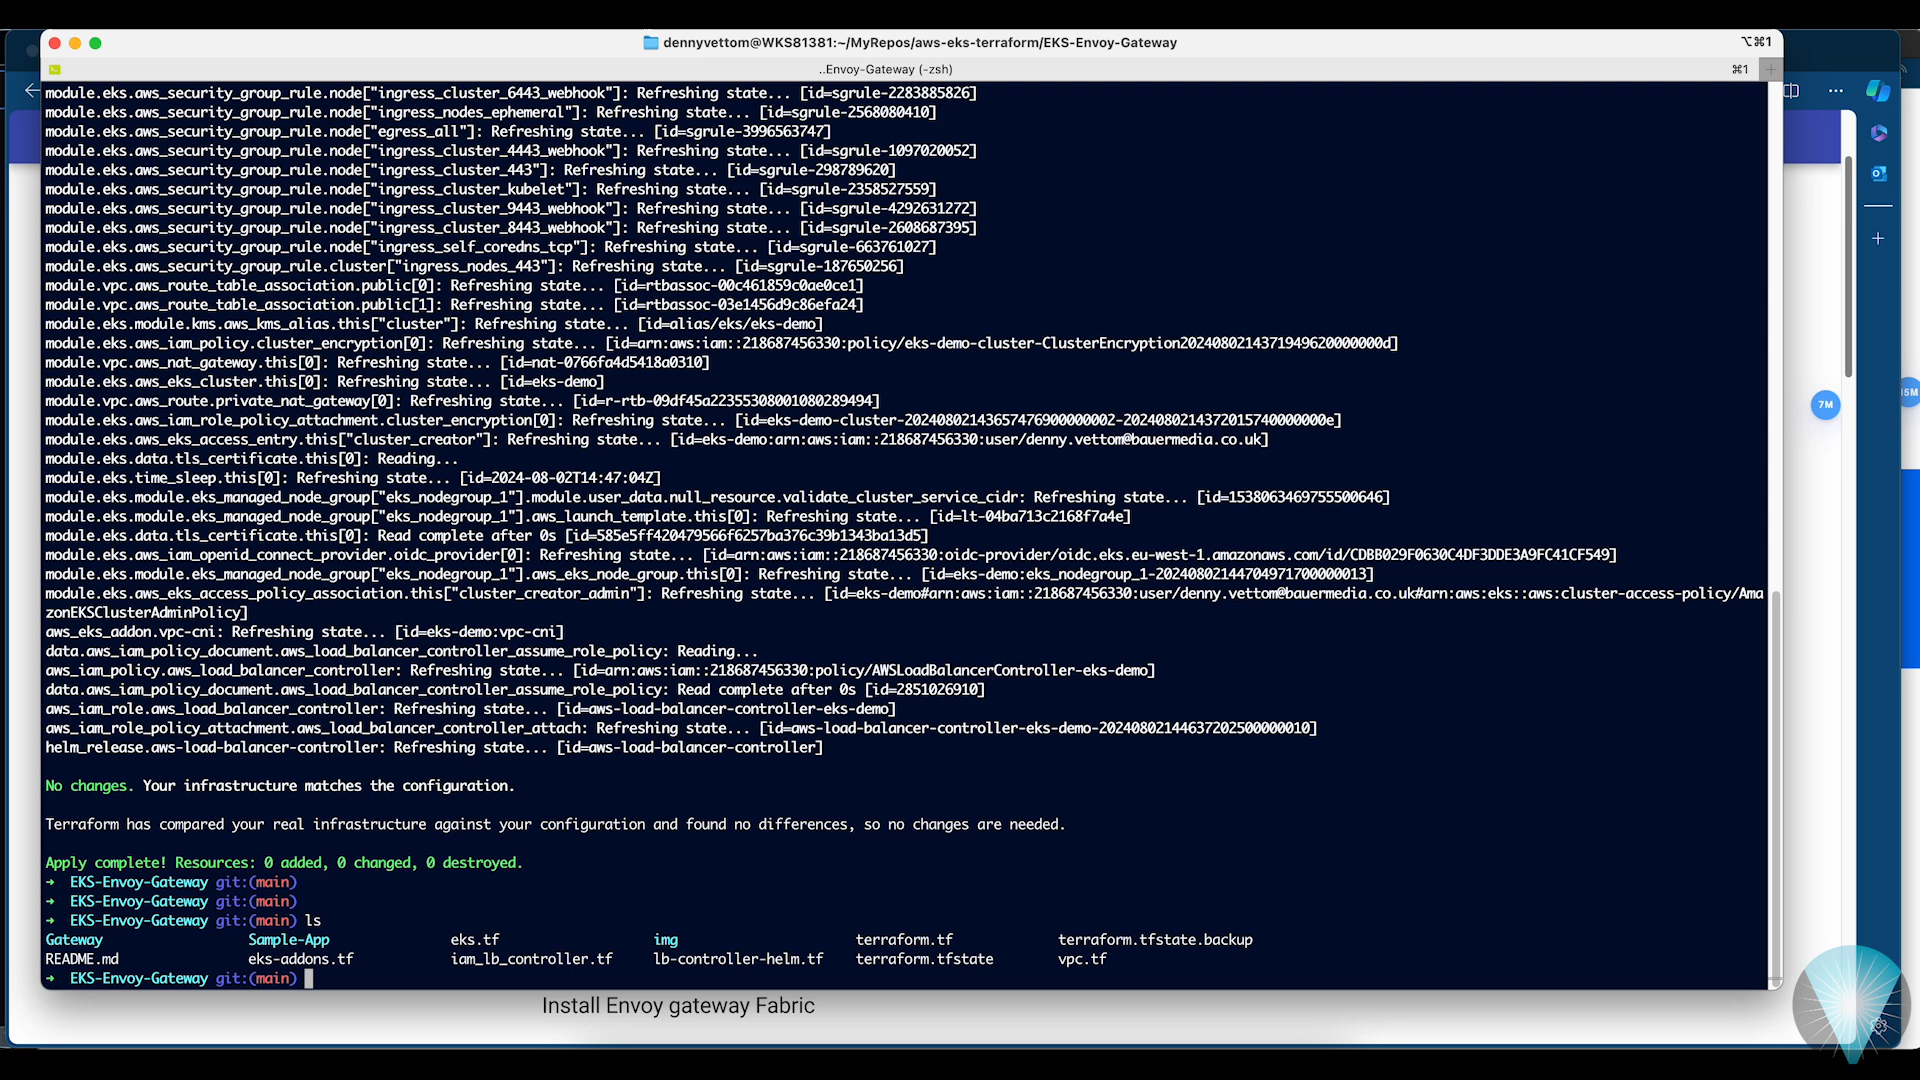 dennyvettom@WKS81381:~/MyRepos/aws-eks-terraform/EKS-Envoy-Gateway
⌥⌘1
..Envoy-Gateway (-zsh)
⌘1
module.eks.aws_security_group_rule.node["ingress_cluster_6443_webhook"]: Refreshing state... [id=sgrule-2283885826]
module.eks.aws_security_group_rule.node["ingress_nodes_ephemeral"]: Refreshing state... [id=sgrule-2568080410]
module.eks.aws_security_group_rule.node["egress_all"]: Refreshing state... [id=sgrule-3996563747]
module.eks.aws_security_group_rule.node["ingress_cluster_4443_webhook"]: Refreshing state... [id=sgrule-1097020052]
module.eks.aws_security_group_rule.node["ingress_cluster_443"]: Refreshing state... [id=sgrule-298789620]
module.eks.aws_security_group_rule.node["ingress_cluster_kubelet"]: Refreshing state... [id=sgrule-2358527559]
module.eks.aws_security_group_rule.node["ingress_cluster_9443_webhook"]: Refreshing state... [id=sgrule-4292631272]
module.eks.aws_security_group_rule.node["ingress_cluster_8443_webhook"]: Refreshing state... [id=sgrule-2608687395]
module.eks.aws_security_group_rule.node["ingress_self_coredns_tcp"]: Refreshing state... [id=sgrule-663761027]
module.eks.aws_security_group_rule.cluster["ingress_nodes_443"]: Refreshing state... [id=sgrule-187650256]
module.vpc.aws_route_table_association.public[0]: Refreshing state... [id=rtbassoc-00c461859c0ae0ce1]
module.vpc.aws_route_table_association.public[1]: Refreshing state... [id=rtbassoc-03e1456d9c86efa24]
module.eks.module.kms.aws_kms_alias.this["cluster"]: Refreshing state... [id=alias/eks/eks-demo]
module.eks.aws_iam_policy.cluster_encryption[0]: Refreshing state... [id=arn:aws:iam::218687456330:policy/eks-demo-cluster-ClusterEncryption2024080214371949620000000d]
module.vpc.aws_nat_gateway.this[0]: Refreshing state... [id=nat-0766fa4d5418a0310]
module.eks.aws_eks_cluster.this[0]: Refreshing state... [id=eks-demo]
module.vpc.aws_route.private_nat_gateway[0]: Refreshing state... [id=r-rtb-09df45a22355308001080289494]
module.eks.aws_iam_role_policy_attachment.cluster_encryption[0]: Refreshing state... [id=eks-demo-cluster-20240802143657476900000002-2024080214372015740000000e]
module.eks.aws_eks_access_entry.this["cluster_creator"]: Refreshing state... [id=eks-demo:arn:aws:iam::218687456330:user/denny.vettom@bauermedia.co.uk]
module.eks.data.tls_certificate.this[0]: Reading...
module.eks.time_sleep.this[0]: Refreshing state... [id=2024-08-02T14:47:04Z]
module.eks.module.eks_managed_node_group["eks_nodegroup_1"].module.user_data.null_resource.validate_cluster_service_cidr: Refreshing state... [id=1538063469755500646]
module.eks.module.eks_managed_node_group["eks_nodegroup_1"].aws_launch_template.this[0]: Refreshing state... [id=lt-04ba713c2168f7a4e]
module.eks.data.tls_certificate.this[0]: Read complete after 0s [id=585e5ff420479566f6257ba376c39b1343ba13d5]
module.eks.aws_iam_openid_connect_provider.oidc_provider[0]: Refreshing state... [id=arn:aws:iam::218687456330:oidc-provider/oidc.eks.eu-west-1.amazonaws.com/id/CDBB029F0630C4DF3DDE3A9FC41CF549]
module.eks.module.eks_managed_node_group["eks_nodegroup_1"].aws_eks_node_group.this[0]: Refreshing state... [id=eks-demo:eks_nodegroup_1-20240802144704971700000013]
module.eks.aws_eks_access_policy_association.this["cluster_creator_admin"]: Refreshing state... [id=eks-demo#arn:aws:iam::218687456330:user/denny.vettom@bauermedia.co.uk#arn:aws:eks::aws:cluster-access-policy/Ama
zonEKSClusterAdminPolicy]
aws_eks_addon.vpc-cni: Refreshing state... [id=eks-demo:vpc-cni]
data.aws_iam_policy_document.aws_load_balancer_controller_assume_role_policy: Reading...
aws_iam_policy.aws_load_balancer_controller: Refreshing state... [id=arn:aws:iam::218687456330:policy/AWSLoadBalancerController-eks-demo]
data.aws_iam_policy_document.aws_load_balancer_controller_assume_role_policy: Read complete after 0s [id=2851026910]
aws_iam_role.aws_load_balancer_controller: Refreshing state... [id=aws-load-balancer-controller-eks-demo]
aws_iam_role_policy_attachment.aws_load_balancer_controller_attach: Refreshing state... [id=aws-load-balancer-controller-eks-demo-20240802144637202500000010]
helm_release.aws-load-balancer-controller: Refreshing state... [id=aws-load-balancer-controller]
No changes. Your infrastructure matches the configuration.
Terraform has compared your real infrastructure against your configuration and found no differences, so no changes are needed.
Apply complete! Resources: 0 added, 0 changed, 0 destroyed.
→ EKS-Envoy-Gateway git:(main)
→ EKS-Envoy-Gateway git:(main)
→ EKS-Envoy-Gateway git:(main) ls
Gateway Sample-App eks.tf img terraform.tf terraform.tfstate.backup
README.md eks-addons.tf iam_lb_controller.tf lb-controller-helm.tf terraform.tfstate vpc.tf
→ EKS-Envoy-Gateway git:(main)
7M
15M
Install Envoy gateway Fabric